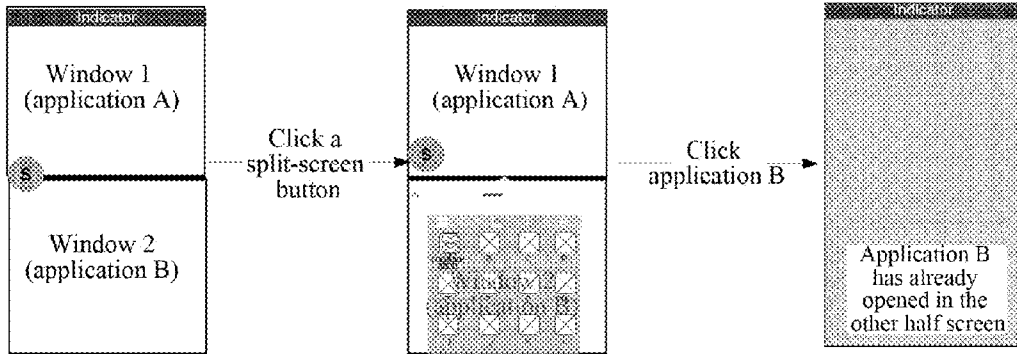 Indicator
Window 1
(application A)
S
Window 2
(application B)
Click a
split-screen
button
Indicator
Window 1
(application A)
S
Click
application B
Indicator
Application B
has already
opened in the
other half screen